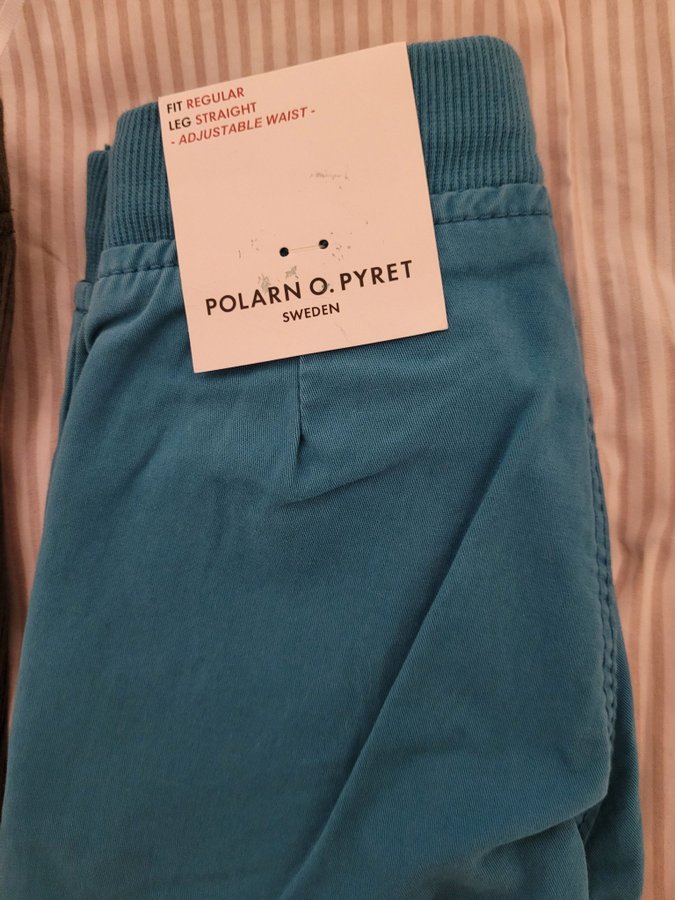 FIT REGULAR
LEG STRAIGHT
- ADJUSTABLE WAIST -
POLARN O. PYRET
SWEDEN